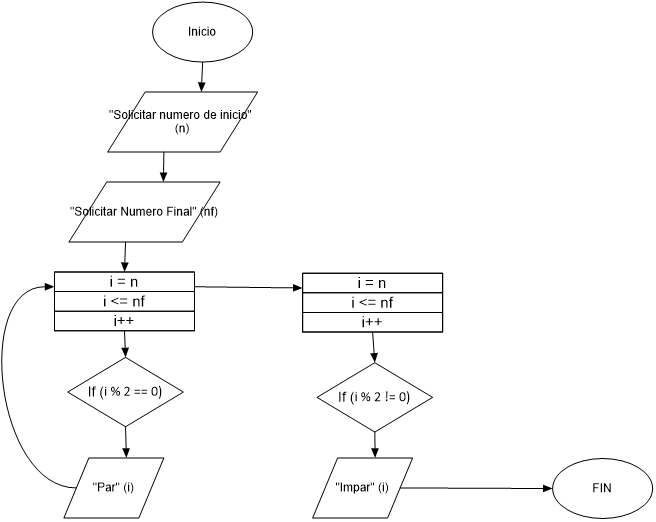 Inicio
"Solicitar numero de inicio"
(n)
"Solicitar Numero Final" (nf)
i = n
i <= nf
i++
i = n
i <= nf
i++
If (i % 2 == 0)
If (i % 2 != 0)
"Par" (i)
"Impar" (i)
FIN